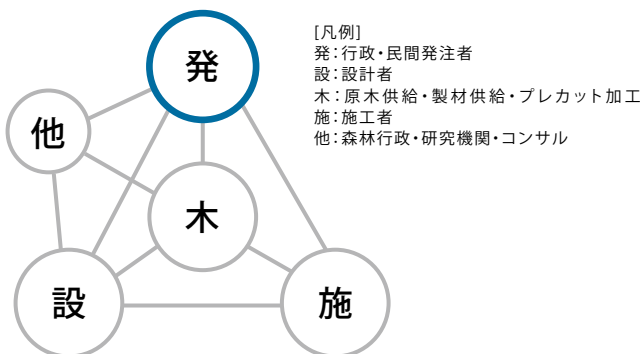 発
他
木
設
施
[凡例]
発:行政・民間発注者
設:設計者
木:原木供給・製材供給・プレカット加工
施:施工者
他:森林行政・研究機関・コンサル